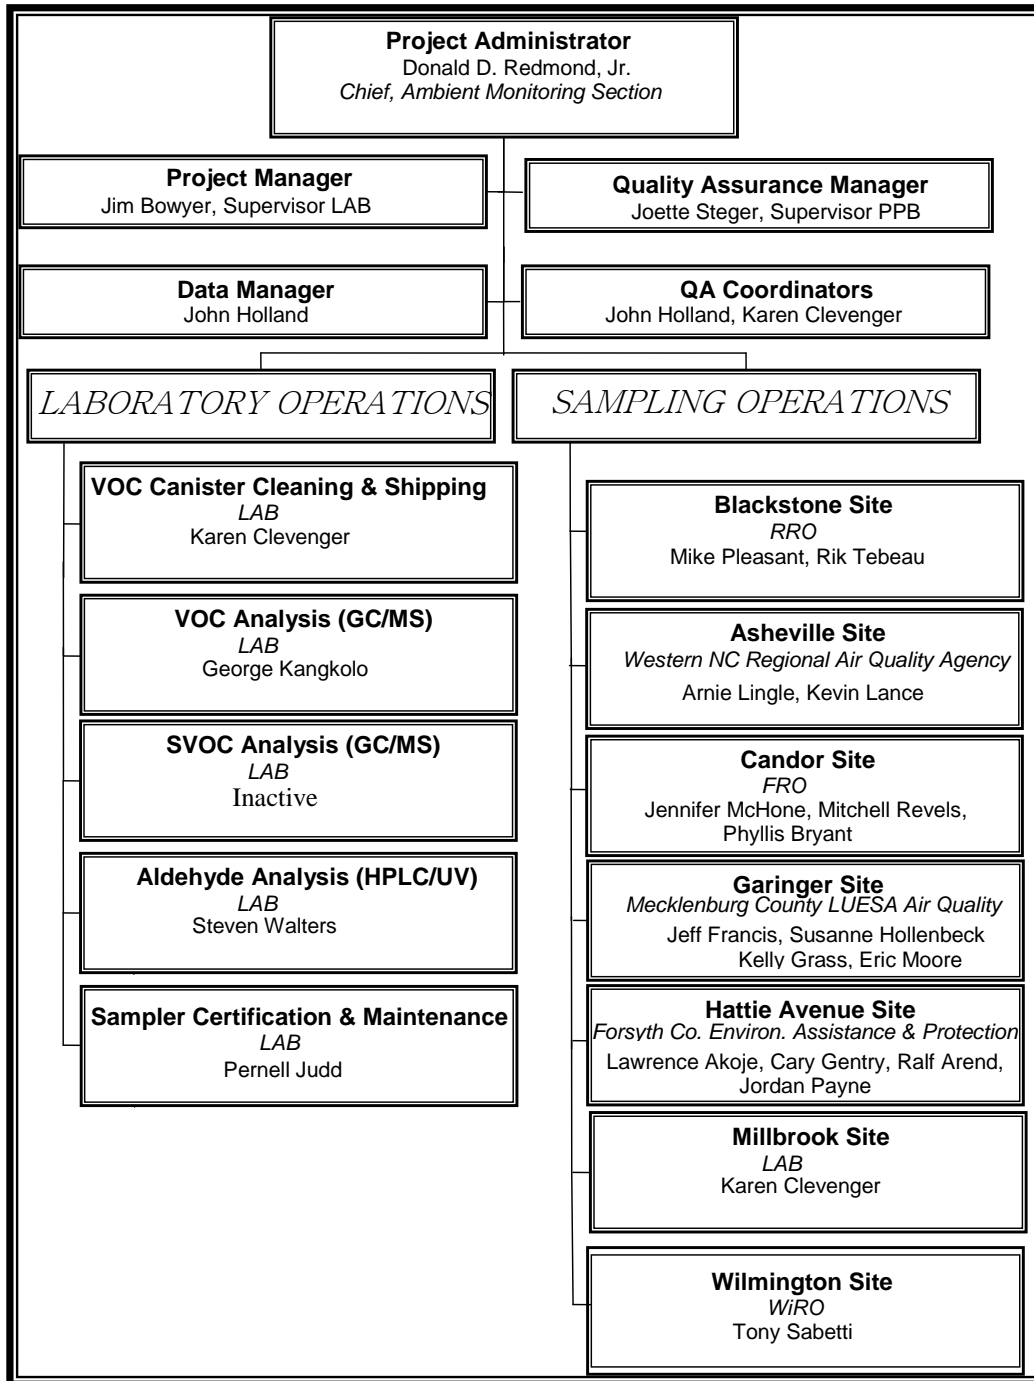 Project Administrator
Donald D. Redmond, Jr.
Chief, Ambient Monitoring Section
Project Manager
Jim Bowyer, Supervisor LAB
Quality Assurance Manager
Joette Steger, Supervisor PPB
Data Manager
John Holland
QA Coordinators
John Holland, Karen Clevenger
LABORATORY OPERATIONS
VOC Canister Cleaning & Shipping
LAB
Karen Clevenger
VOC Analysis (GC/MS)
LAB
George Kangkolo
SVOC Analysis (GC/MS)
LAB
Inactive
Aldehyde Analysis (HPLC/UV)
LAB
Steven Walters
Sampler Certification & Maintenance
LAB
Pernell Judd
SAMPLING OPERATIONS
Blackstone Site
RRO
Mike Pleasant, Rik Tebeau
Asheville Site
Western NC Regional Air Quality Agency
Arnie Lingle, Kevin Lance
Candor Site
FRO
Jennifer McHone, Mitchell Revels,
Phyllis Bryant
Garinger Site
Mecklenburg County LUESA Air Quality
Jeff Francis, Susanne Hollenbeck
Kelly Grass, Eric Moore
Hattie Avenue Site
Forsyth Co. Environ. Assistance & Protection
Lawrence Akoje, Cary Gentry, Ralf Arend,
Jordan Payne
Millbrook Site
LAB
Karen Clevenger
Wilmington Site
WiRO
Tony Sabetti